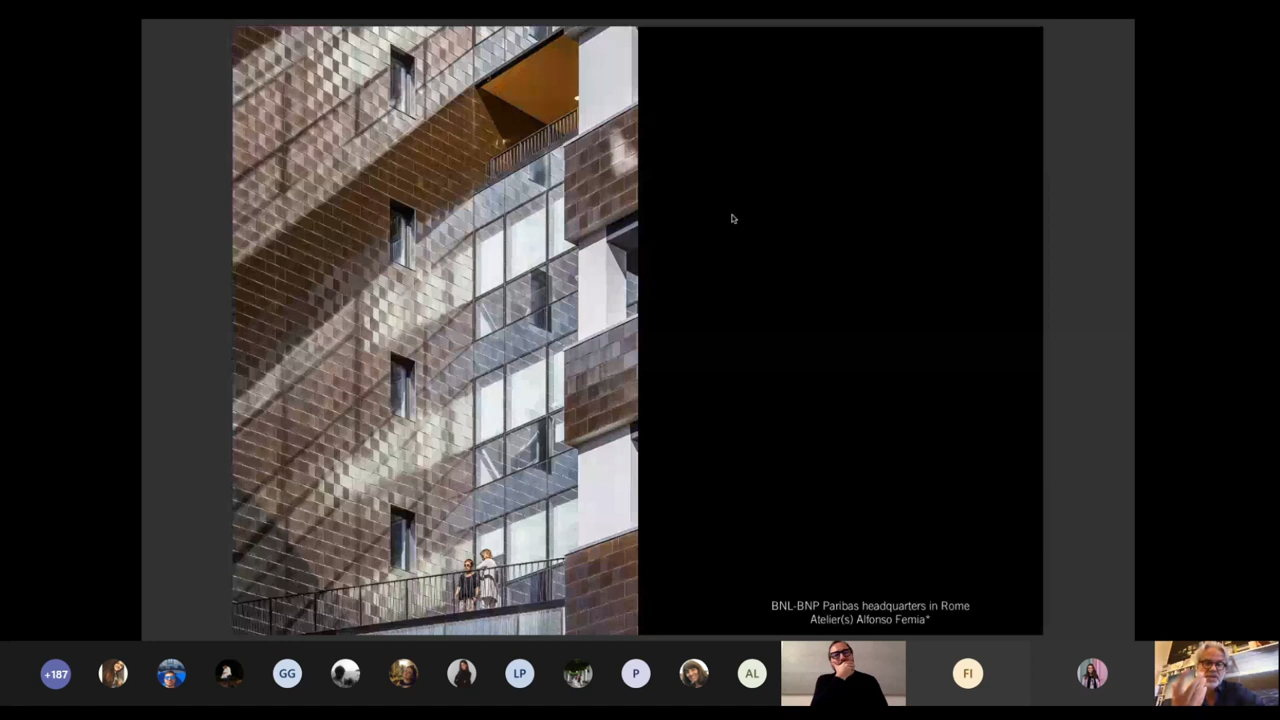 BNL-BNP Paribas headquarters in Rome
Atelier(s) Alfonso Femia*
+187
GG
LP
P
AL
FI